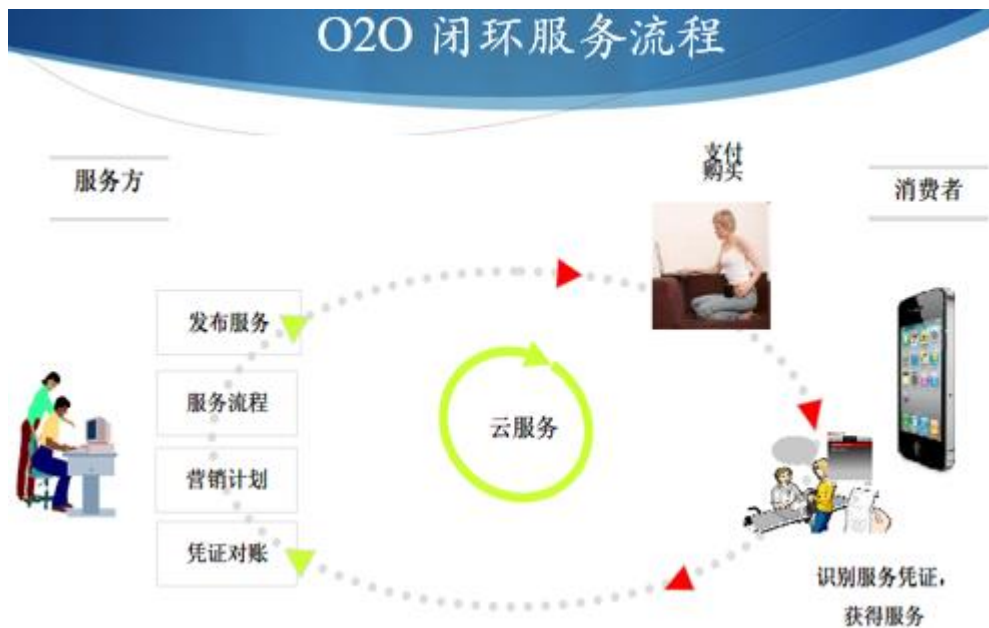 O2O 闭环服务流程
服务方
支付
购买
消费者
发布服务
服务流程
云服务
营销计划
凭证对账
识别服务凭证，
获得服务